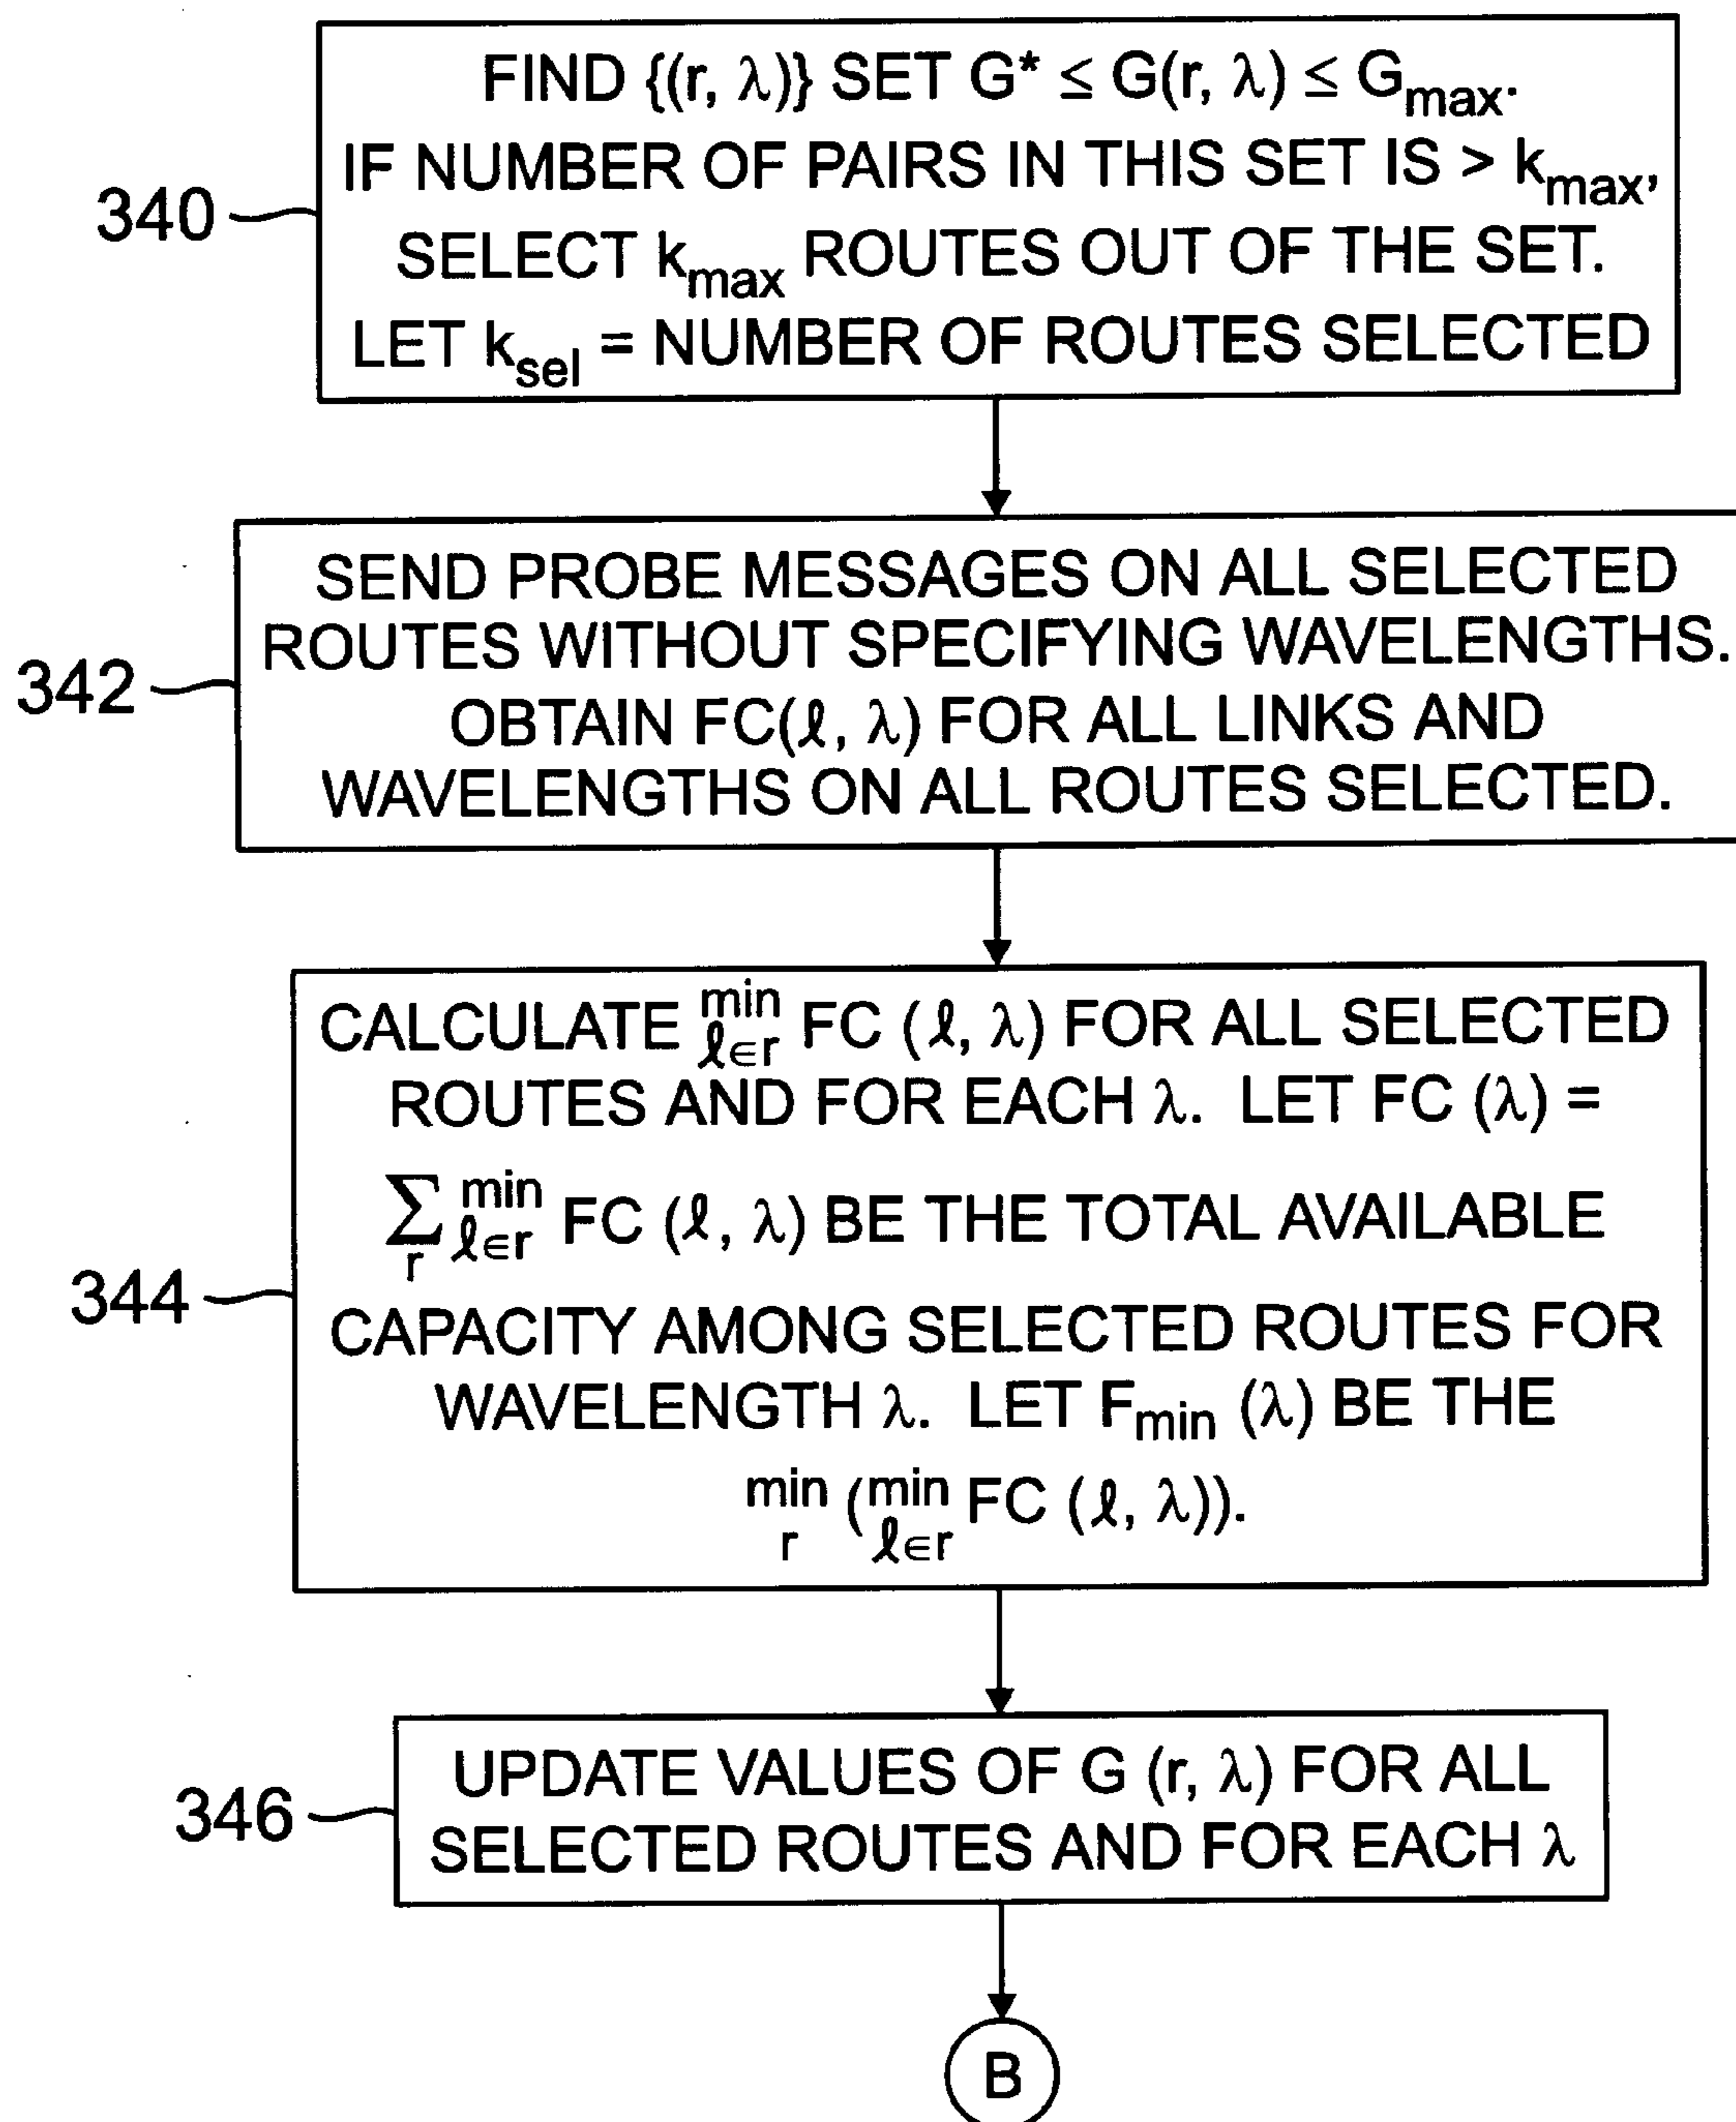 FIND {(r, λ)} SET G* ≤ G(r, λ) ≤ Gmax.
IF NUMBER OF PAIRS IN THIS SET IS > kmax,
340
SELECT kmax ROUTES OUT OF THE SET.
LET ksel = NUMBER OF ROUTES SELECTED
SEND PROBE MESSAGES ON ALL SELECTED
ROUTES WITHOUT SPECIFYING WAVELENGTHS.
342
OBTAIN FC(ℓ, λ) FOR ALL LINKS AND
WAVELENGTHS ON ALL ROUTES SELECTED.
CALCULATE min ℓ∈r FC (ℓ, λ) FOR ALL SELECTED
ROUTES AND FOR EACH λ. LET FC (λ) =
∑ r min ℓ∈r FC (ℓ, λ) BE THE TOTAL AVAILABLE
344
CAPACITY AMONG SELECTED ROUTES FOR
WAVELENGTH λ. LET Fmin (λ) BE THE
min r (min ℓ∈r FC (ℓ, λ)).
346
UPDATE VALUES OF G (r, λ) FOR ALL
SELECTED ROUTES AND FOR EACH λ
B